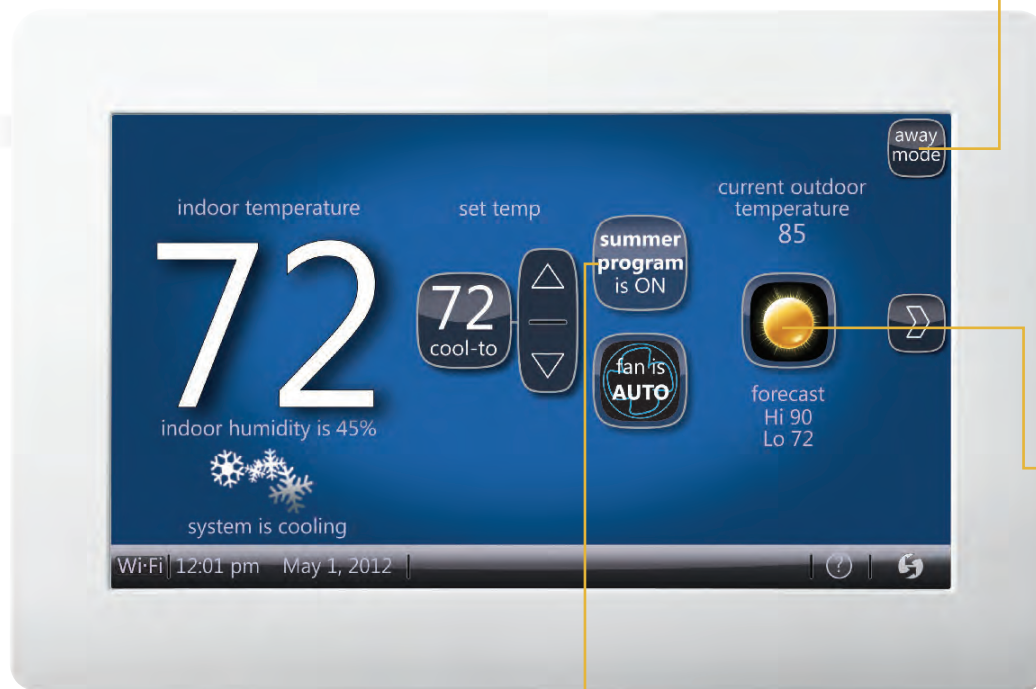 away
mode
indoor temperature
72
indoor humidity is 45%
system is cooling
set temp
72
cool-to
summer
program
is ON
fan is
AUTO
current outdoor
temperature
85
forecast
Hi 90
Lo 72
Wi·Fi 12:01 pm May 1, 2012 ?